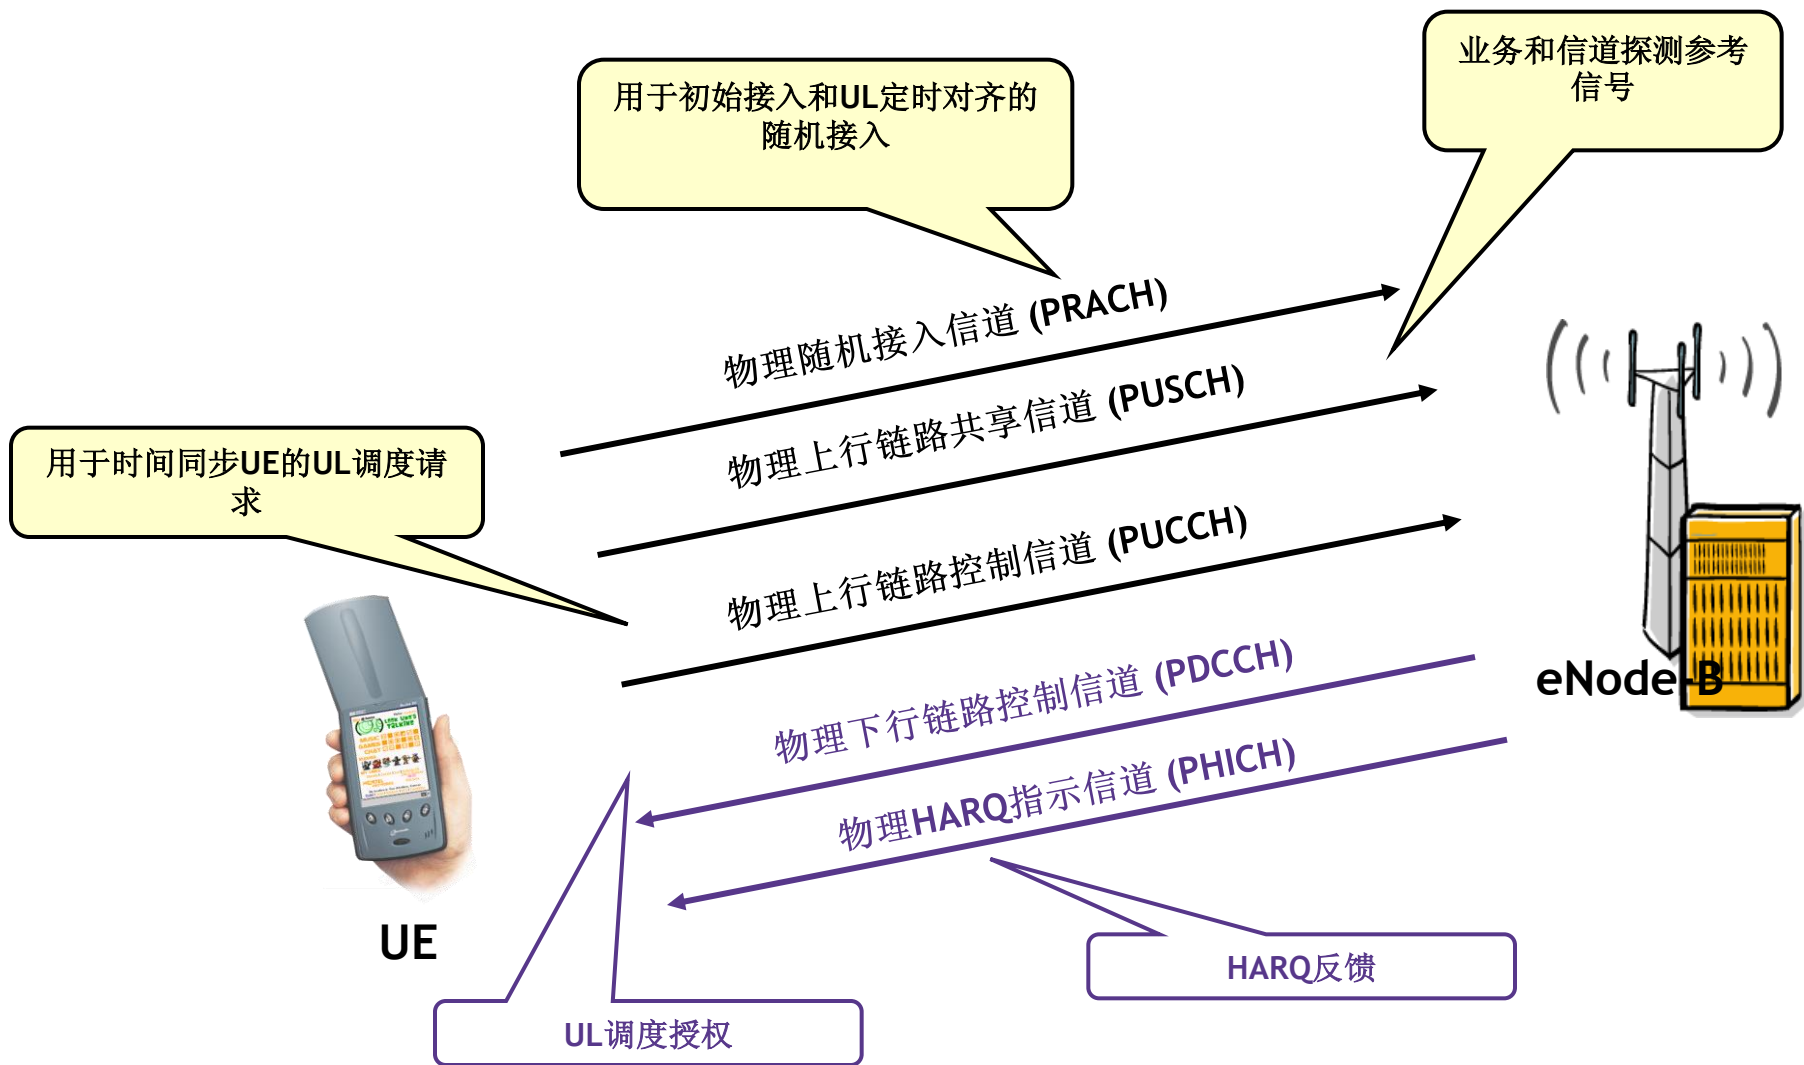 业务和信道探测参考
信号
用于初始接入和UL定时对齐的
随机接入
物理随机接入信道 (PRACH)
物理上行链路共享信道 (PUSCH)
用于时间同步UE的UL调度请
求
物理上行链路控制信道 (PUCCH)
物理下行链路控制信道 (PDCCH)
eNode-B
物理HARQ指示信道 (PHICH)
UE
HARQ反馈
UL调度授权